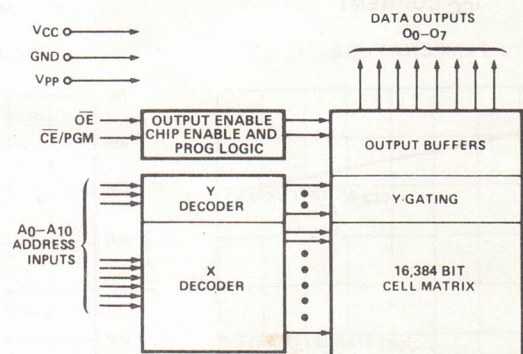 DATA OUTPUTS
O0–O7
VCC
GND
VPP
OE
CE/PGM
OUTPUT ENABLE
CHIP ENABLE AND
PROG LOGIC
OUTPUT BUFFERS
Y
DECODER
Y-GATING
A0–A10
ADDRESS
INPUTS
X
DECODER
16,384 BIT
CELL MATRIX